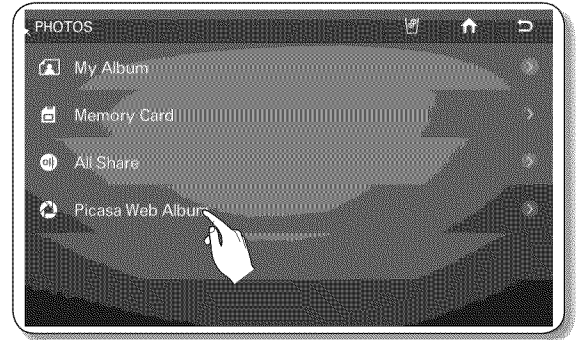 PHOTOS
My Album
Memory Card
All Share
Picasa Web Album